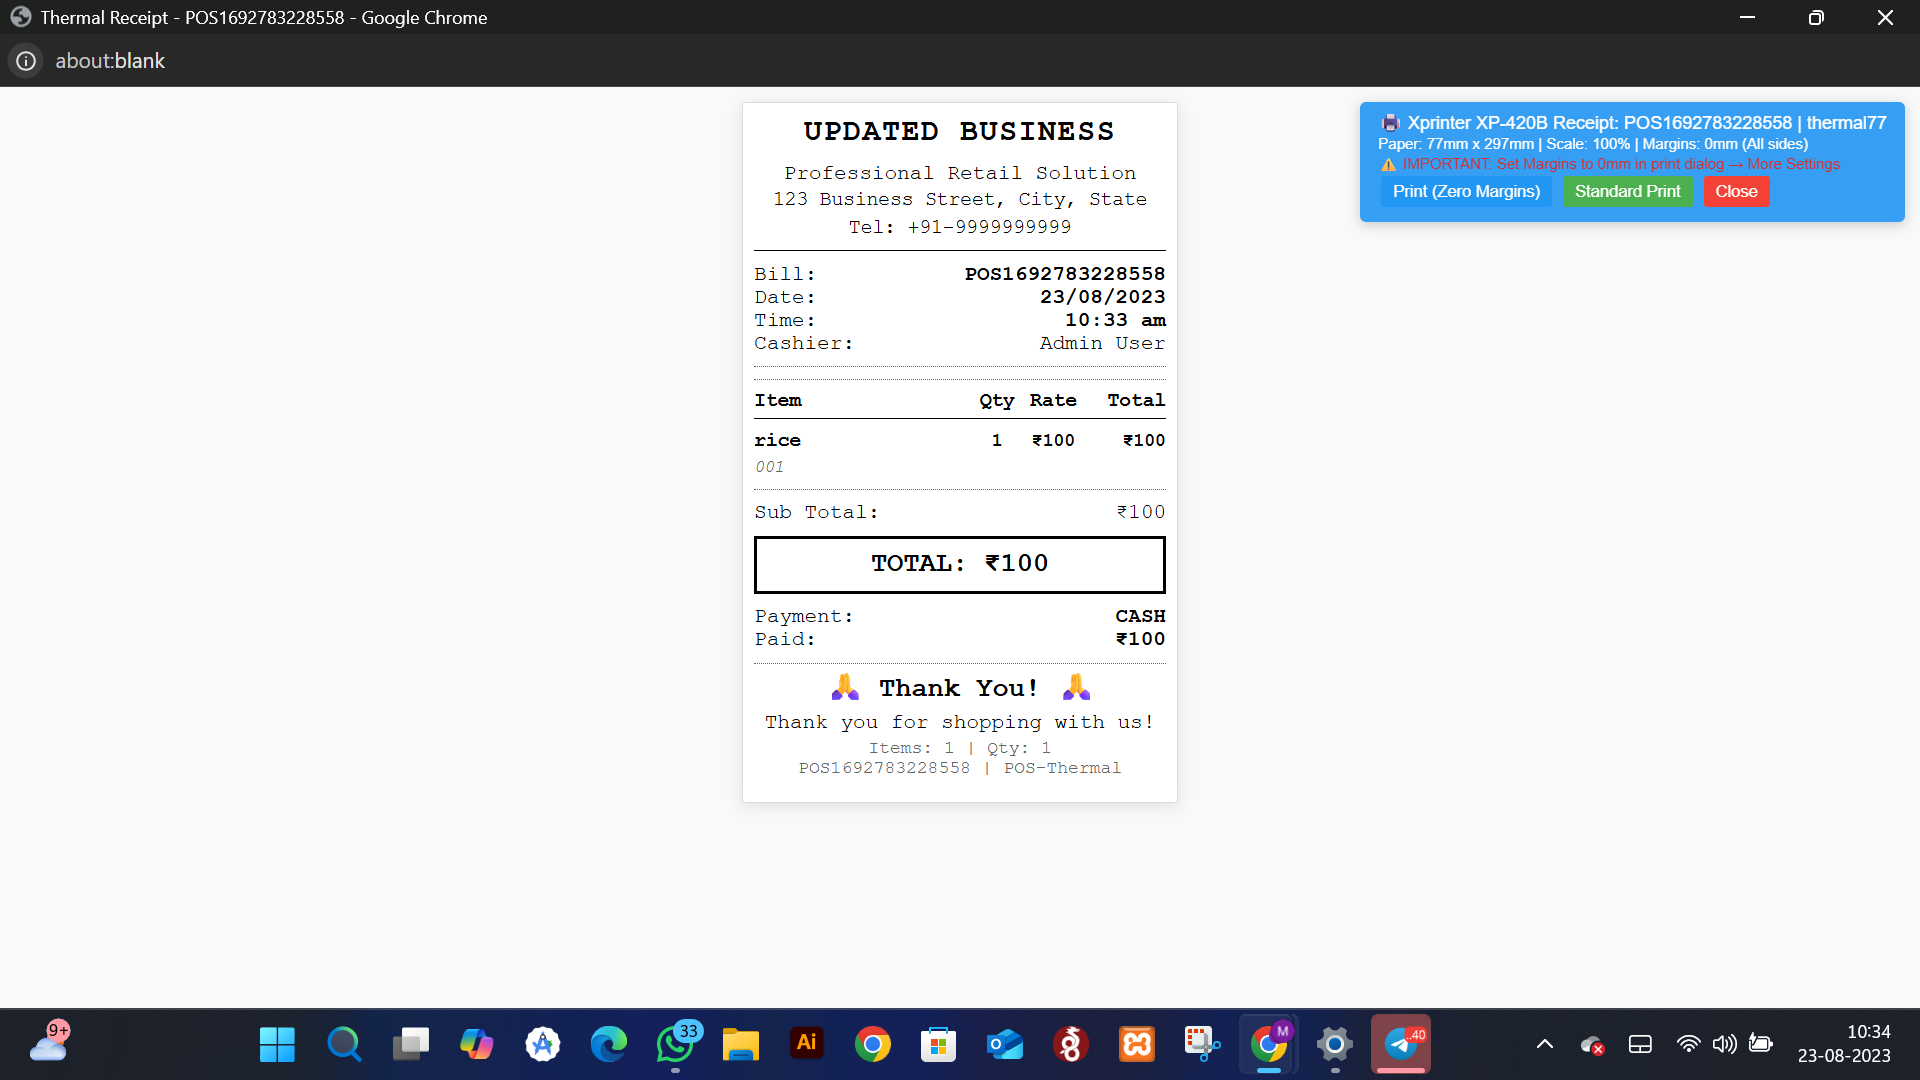 Thermal Receipt - POS1692783228558 - Google Chrome
about:blank
UPDATED BUSINESS
Professional Retail Solution
123 Business Street, City, State
Tel: +91-9999999999
Bill: POS1692783228558
Date: 23/08/2023
Time: 10:33 am
Cashier: Admin User
Item Qty Rate Total
rice 1 ₹100 ₹100
001
Sub Total: ₹100
TOTAL: ₹100
Payment: CASH
Paid: ₹100
🙏 Thank You! 🙏
Thank you for shopping with us!
Items: 1 | Qty: 1
POS1692783228558 | POS-Thermal
🖨️ Xprinter XP-420B Receipt: POS1692783228558 | thermal77
Paper: 77mm x 297mm | Scale: 100% | Margins: 0mm (All sides)
⚠️ IMPORTANT: Set Margins to 0mm in print dialog → More Settings
Print (Zero Margins) Standard Print Close
9+
33
Ai
M
..40
10:34
23-08-2023